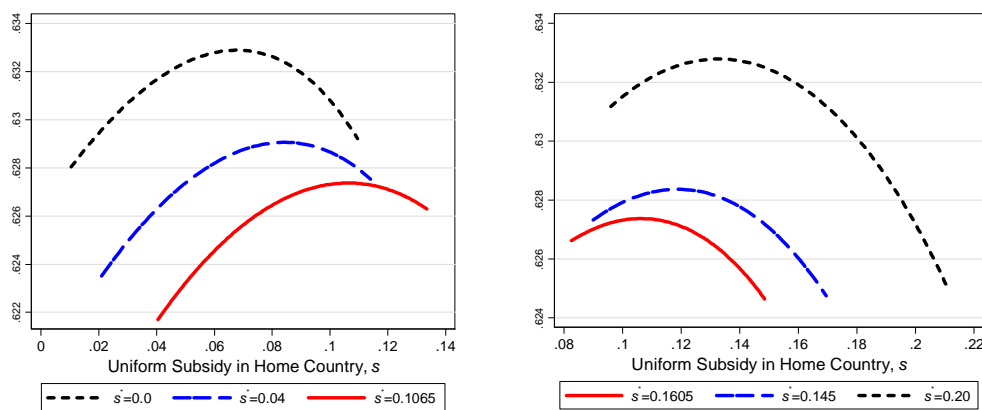 .634
.632
.63
.628
.626
.624
.622
0 .02 .04 .06 .08 .1 .12 .14
Uniform Subsidy in Home Country, s
s*=0.0 s*=0.04 s*=0.1065
.634
.632
.63
.628
.626
.624
.08 .1 .12 .14 .16 .18 .2 .22
Uniform Subsidy in Home Country, s
s*=0.1605 s*=0.145 s*=0.20